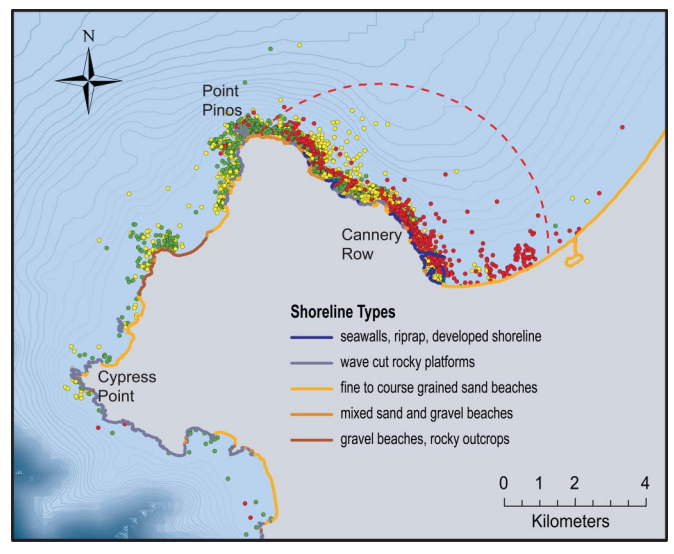 N
Point
Pinos
Cannery
Row
Shoreline Types
seawalls, riprap, developed shoreline
wave cut rocky platforms
Cypress
Point
fine to course grained sand beaches
mixed sand and gravel beaches
gravel beaches, rocky outcrops
0 1 2 4
Kilometers